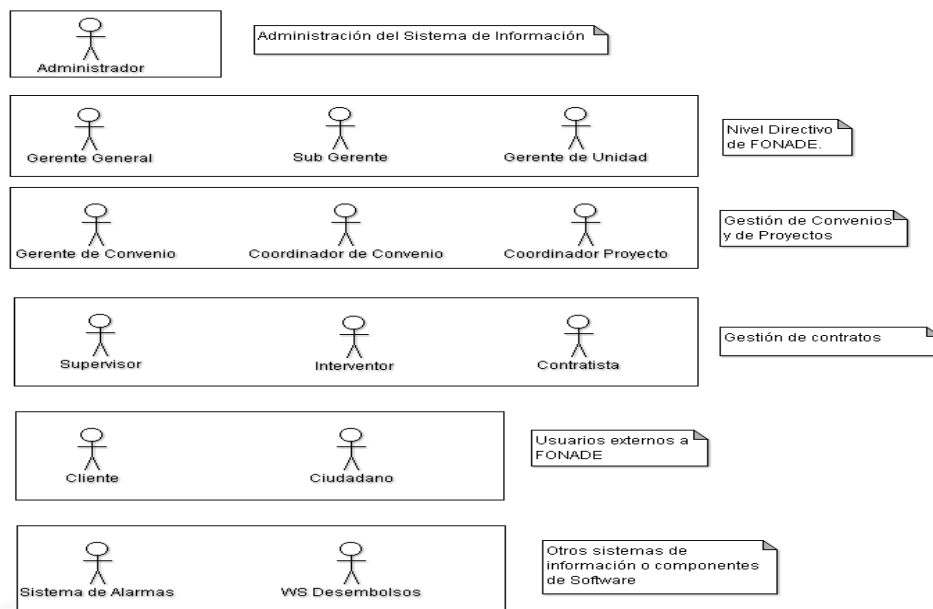 Administrador
Administración del Sistema de Información
Gerente General
Sub Gerente
Gerente de Unidad
Nivel Directivo
de FONADE.
Gerente de Convenio
Coordinador de Convenio
Coordinador Proyecto
Gestión de Convenios
y de Proyectos
Supervisor
Interventor
Contratista
Gestión de contratos
Cliente
Ciudadano
Usuarios externos a
FONADE
Sistema de Alarmas
WS Desembolsos
Otros sistemas de
información o componentes
de Software